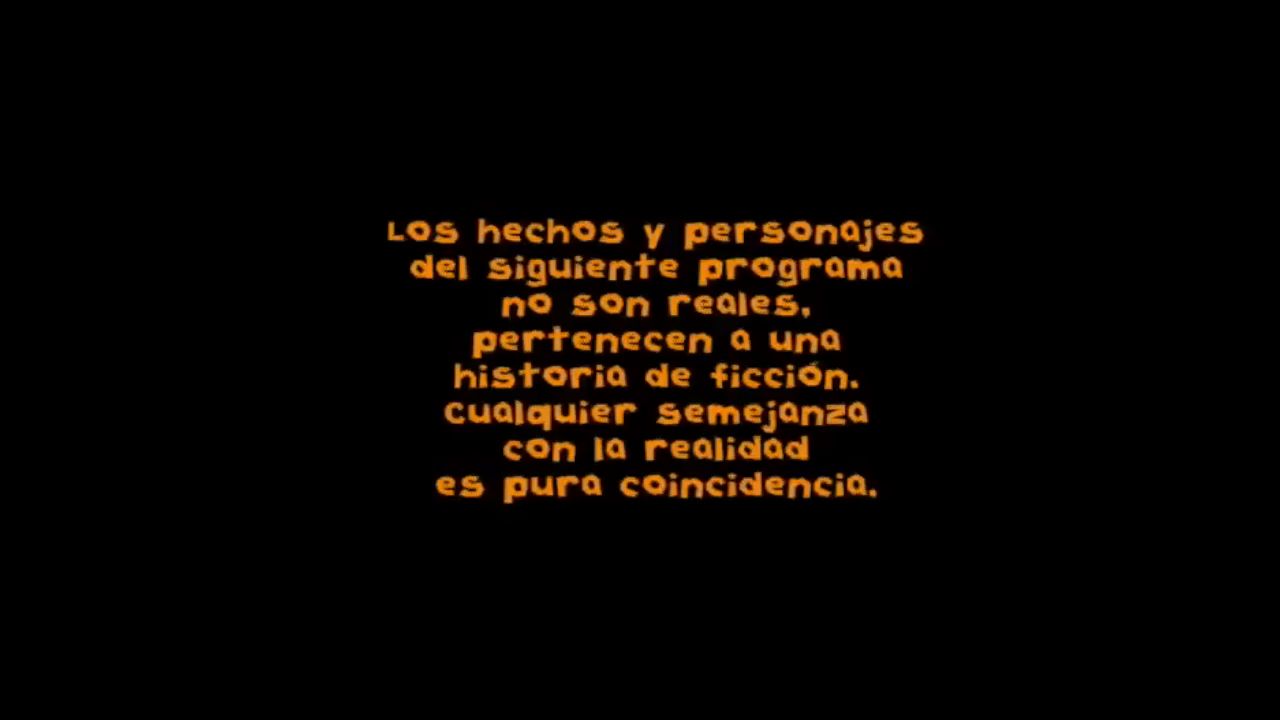 Los hechos y personajes
del siguiente programa
no son reales,
pertenecen a una
historia de ficción.
cualquier semejanza
con la realidad
es pura coincidencia.